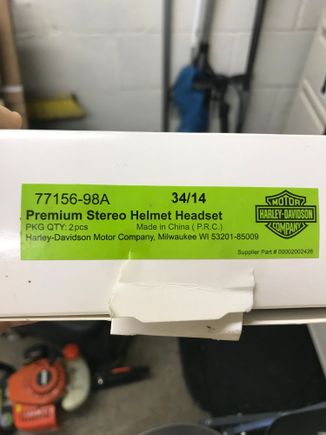 77156-98A 34/14
Premium Stereo Helmet Headset
PKG QTY: 2pcs Made in China ( P.R.C.)
Harley-Davidson Motor Company, Milwaukee WI 53201-85009
MOTOR
HARLEY-DAVIDSON
COMPANY
Supplier Part # 00002002426